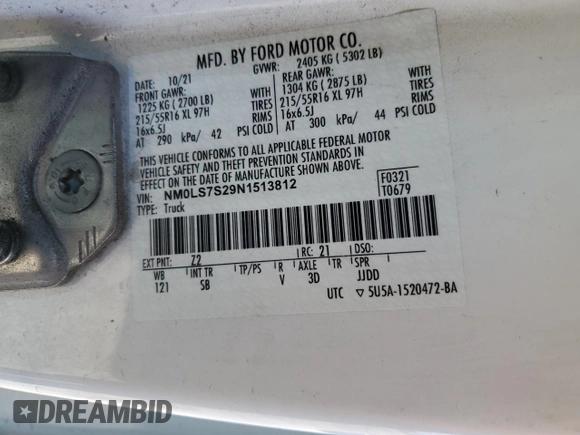 MFD. BY FORD MOTOR CO.
DATE: 10/21 GVWR: 2405 KG ( 5302 LB)
FRONT GAWR: REAR GAWR:
1225 KG ( 2700 LB) WITH 1304 KG ( 2875 LB) WITH
215/55R16 XL 97H TIRES 215/55R16 XL 97H TIRES
16x6.5J RIMS 16x6.5J RIMS
AT 290 kPa/ 42 PSI COLD AT 300 kPa/ 44 PSI COLD
THIS VEHICLE CONFORMS TO ALL APPLICABLE FEDERAL MOTOR
VEHICLE SAFETY AND THEFT PREVENTION STANDARDS IN
EFFECT ON THE DATE OF MANUFACTURE SHOWN ABOVE.
VIN: NM0LS7S29N1513812 F0321
TYPE: Truck T0679
EXT PNT: Z2 RC: 21 DSO:
WB INT TR TP/PS R AXLE TR SPR
121 SB V 3D JJDD
UTC 5U5A-1520472-BA
DREAMBID